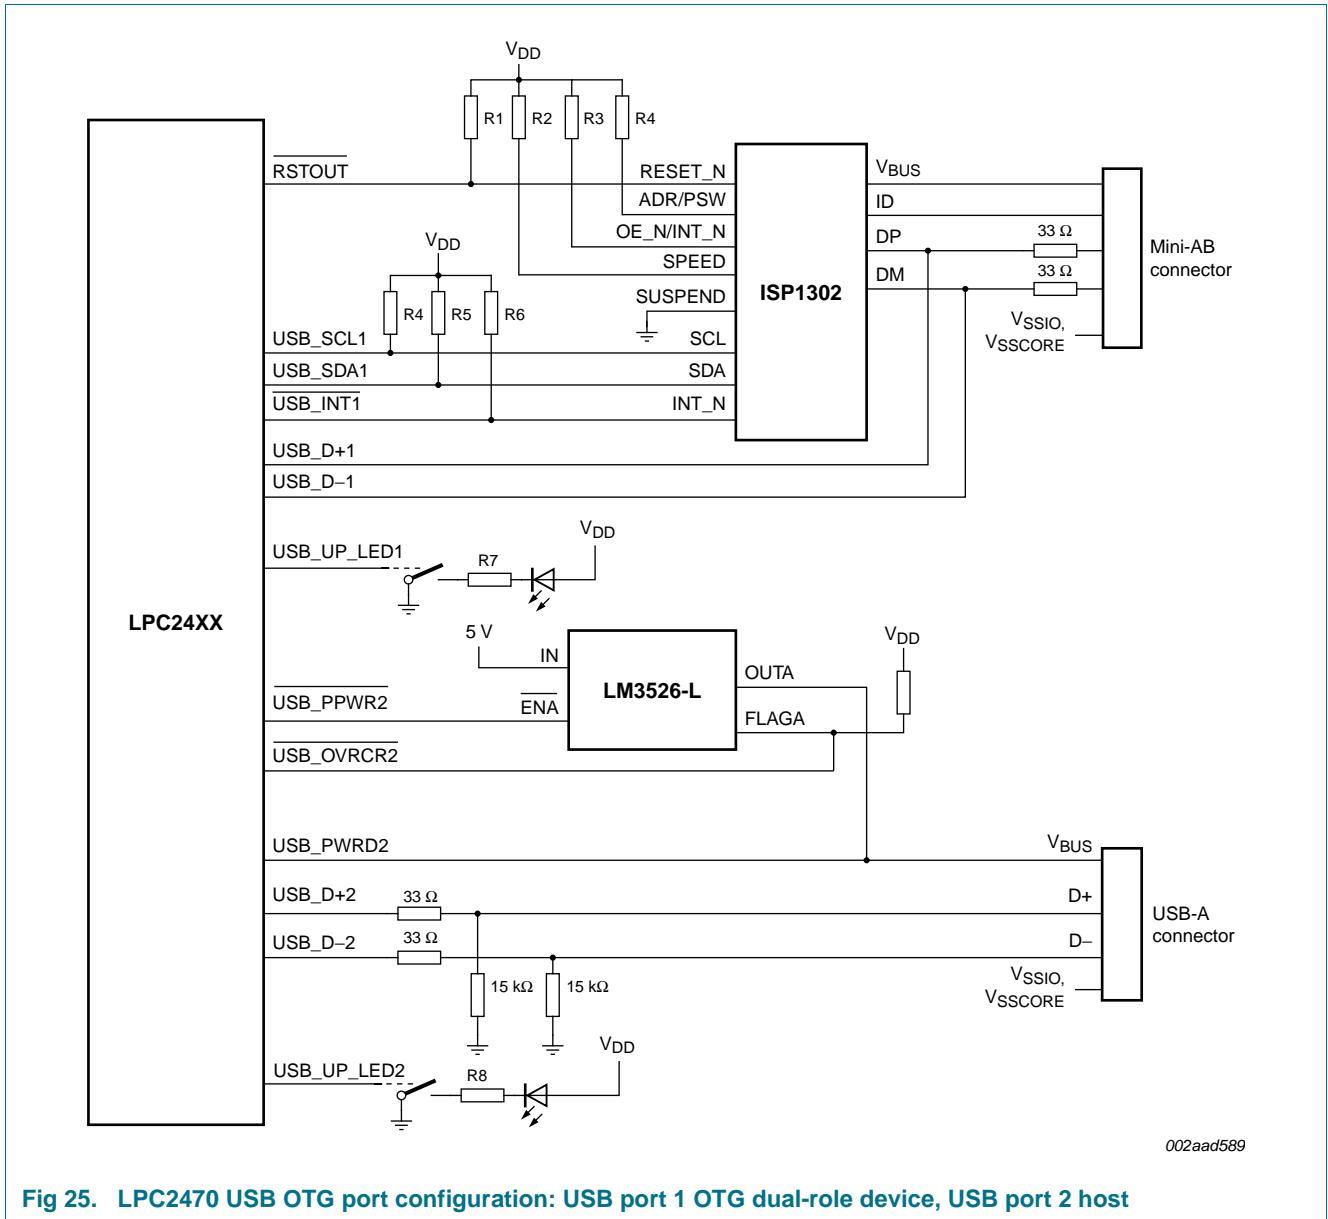 VDD
R1 R2 R3 R4
RSTOUT
RESET_N
ADR/PSW
OE_N/INT_N
SPEED
SUSPEND
SCL
SDA
INT_N
ISP1302
VBUS
ID
DP
DM
33 Ω
33 Ω
Mini-AB
connector
VSSIO,
VSSCORE
VDD
R4 R5 R6
USB_SCL1
USB_SDA1
USB_INT1
USB_D+1
USB_D−1
USB_UP_LED1
R7
VDD
LPC24XX
5 V
IN
ENA
LM3526-L
OUTA
FLAGA
VDD
USB_PPWR2
USB_OVRCR2
USB_PWRD2
USB_D+2
33 Ω
USB_D−2
33 Ω
15 kΩ
15 kΩ
VBUS
D+
D−
USB-A
connector
VSSIO,
VSSCORE
USB_UP_LED2
R8
VDD
002aad589
Fig 25. LPC2470 USB OTG port configuration: USB port 1 OTG dual-role device, USB port 2 host